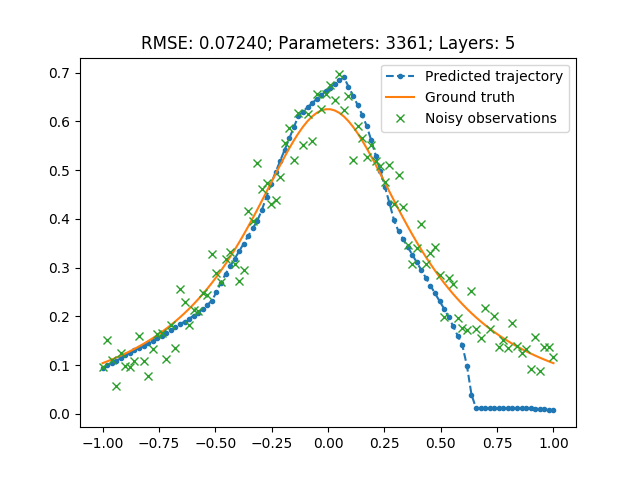 RMSE: 0.07240; Parameters: 3361; Layers: 5
Predicted trajectory
Ground truth
Noisy observations
0.7
0.6
0.5
0.4
0.3
0.2
0.1
0.0
−1.00 −0.75 −0.50 −0.25 0.00 0.25 0.50 0.75 1.00